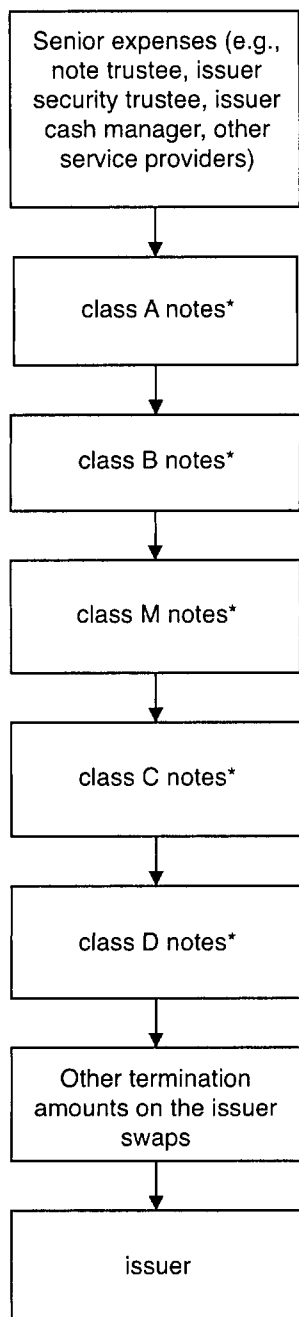 Senior expenses (e.g.,
note trustee, issuer
security trustee, issuer
cash manager, other
service providers)
class A notes*
class B notes*
class M notes*
class C notes*
class D notes*
Other termination
amounts on the issuer
swaps
issuer